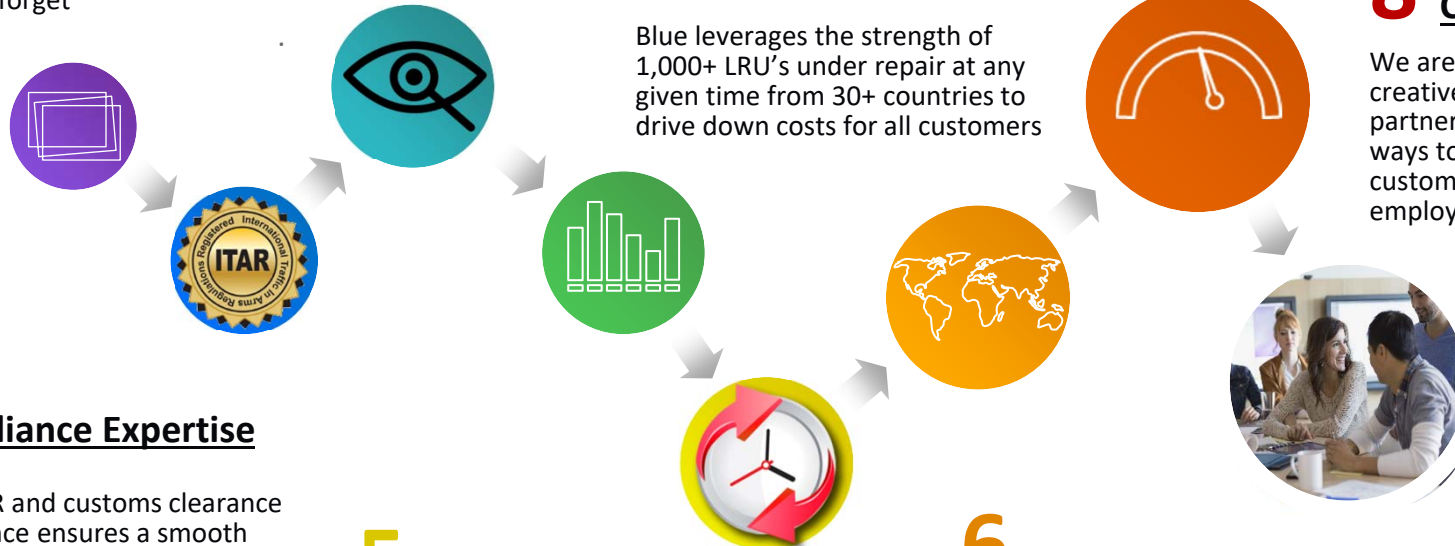 orget
.
Blue leverages the strength of
1,000+ LRU's under repair at any
given time from 30+ countries to
drive down costs for all customers
8
We are
creative
partner
ways to
custom
employ
Registered International Traffic in Arms Regulations
ITAR
liance Expertise
R and customs clearance
nce ensures a smooth
5
6